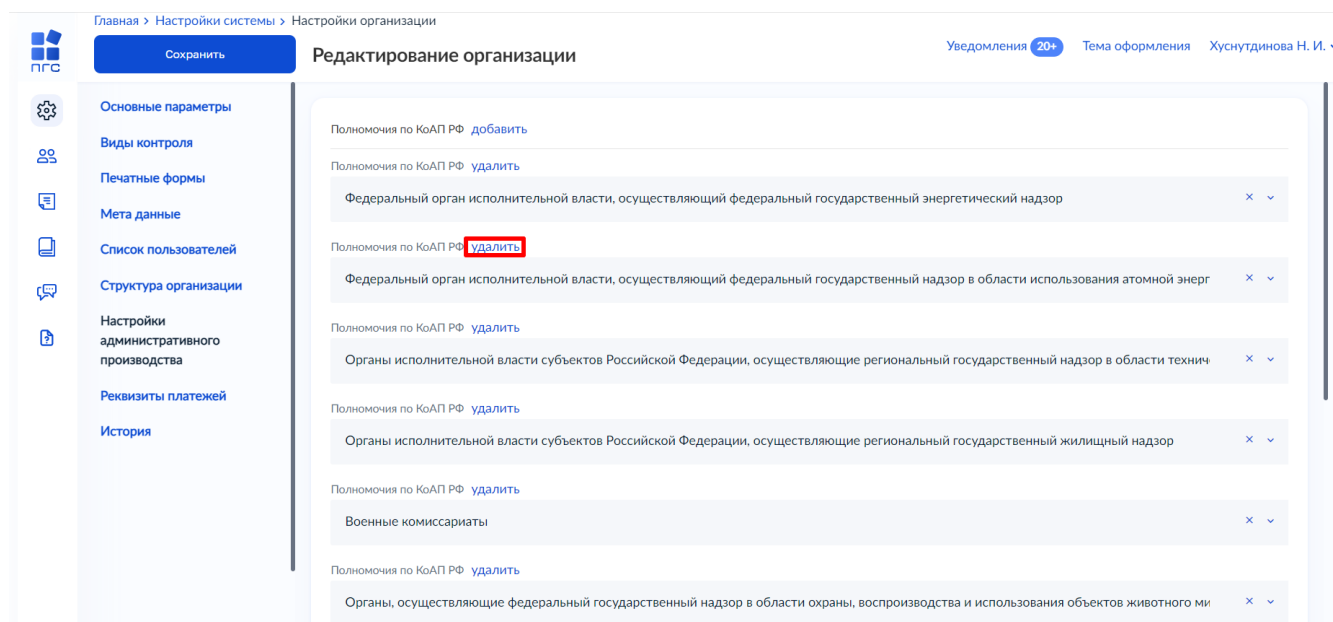 Главная > Настройки системы > Настройки организации
ПГС
Сохранить
Редактирование организации
Уведомления 20+ Тема оформления Хуснутдинова Н. И.
Основные параметры
Виды контроля
Печатные формы
Мета данные
Список пользователей
Структура организации
Настройки
административного
производства
Реквизиты платежей
История
Полномочия по КоАП РФ добавить
Полномочия по КоАП РФ удалить
Федеральный орган исполнительной власти, осуществляющий федеральный государственный энергетический надзор
Полномочия по КоАП РФ удалить
Федеральный орган исполнительной власти, осуществляющий федеральный государственный надзор в области использования атомной энерг
Полномочия по КоАП РФ удалить
Органы исполнительной власти субъектов Российской Федерации, осуществляющие региональный государственный надзор в области технич
Полномочия по КоАП РФ удалить
Органы исполнительной власти субъектов Российской Федерации, осуществляющие региональный государственный жилищный надзор
Полномочия по КоАП РФ удалить
Военные комиссариаты
Полномочия по КоАП РФ удалить
Органы, осуществляющие федеральный государственный надзор в области охраны, воспроизводства и использования объектов животного ми